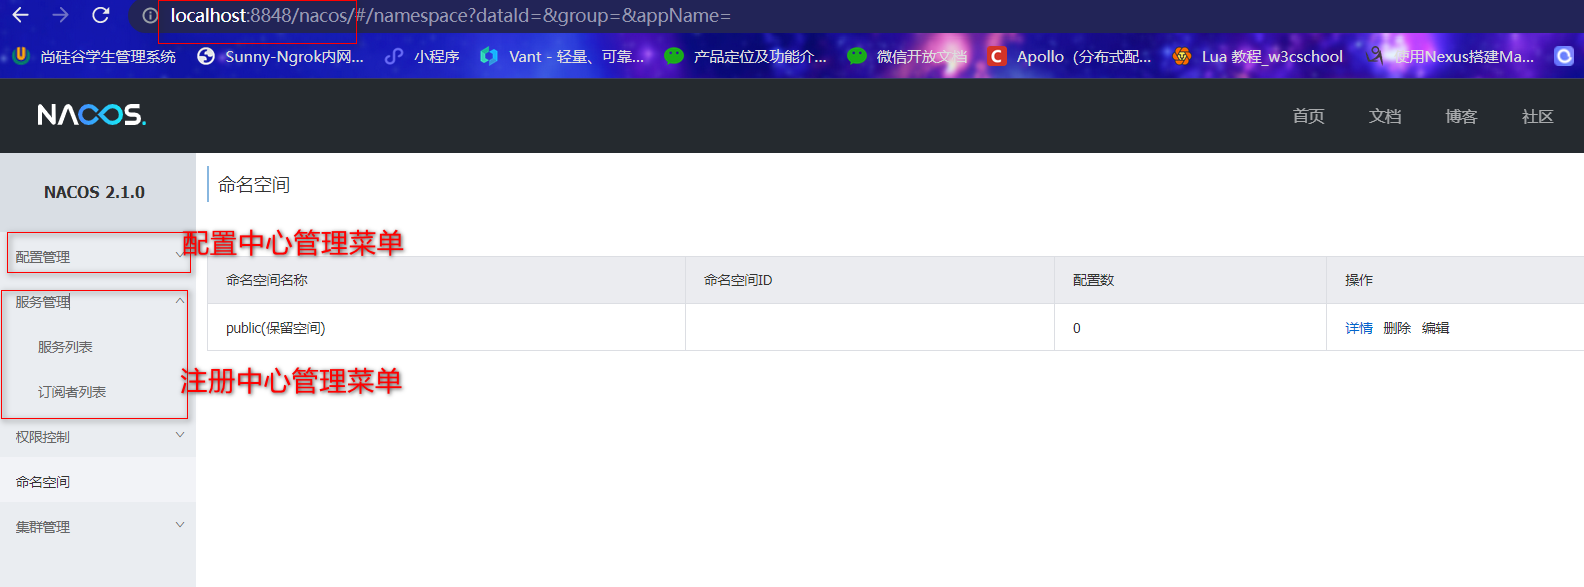 localhost:8848/nacos/#/namespace?dataId=&group=&appName=
尚硅谷学生管理系统 Sunny-Ngrok内网... 小程序 Vant - 轻量、可靠... 产品定位及功能介... 微信开放文档 Apollo（分布式配... Lua 教程_w3cschool 使用Nexus搭建Ma...
NACOS. 首页 文档 博客 社区
NACOS 2.1.0
命名空间
配置管理
配置中心管理菜单
命名空间名称 命名空间ID 配置数 操作
服务管理
public(保留空间) 0 详情 删除 编辑
服务列表
订阅者列表
注册中心管理菜单
权限控制
命名空间
集群管理